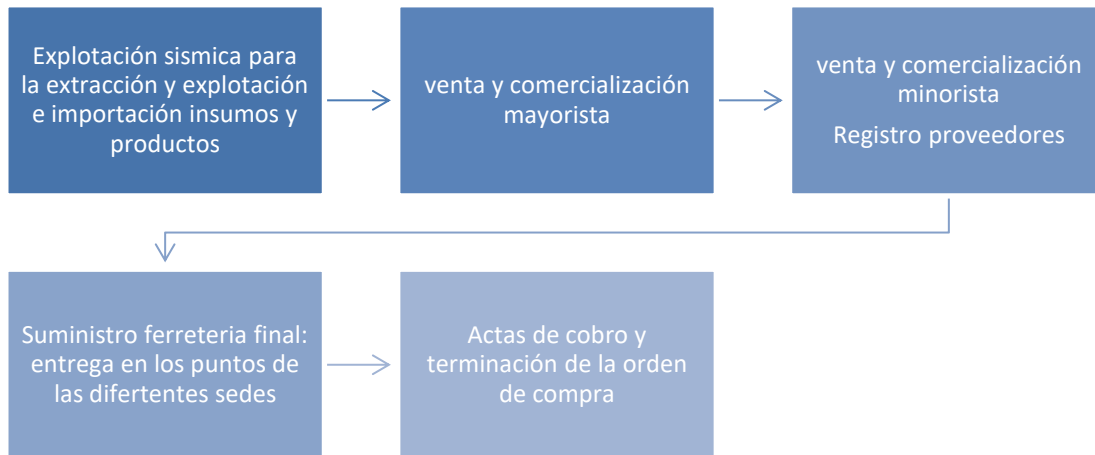 Explotación sismica para
la extracción y explotación
e importación insumos y
productos
venta y comercialización
mayorista
venta y comercialización
minorista
Registro proveedores
Suministro ferreteria final:
entrega en los puntos de
las difertentes sedes
Actas de cobro y
terminación de la orden
de compra